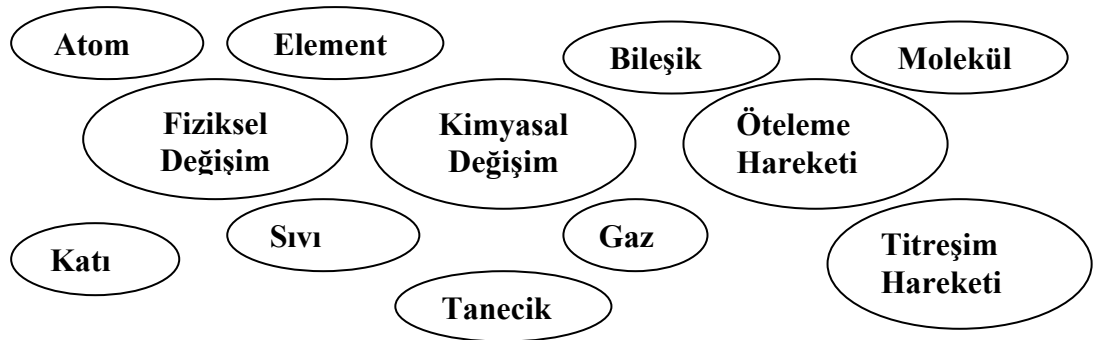 Atom
Element
Bileşik
Molekül
Fiziksel
Değişim
Kimyasal
Değişim
Öteleme
Hareketi
Katı
Sıvı
Gaz
Titreşim
Hareketi
Tanecik